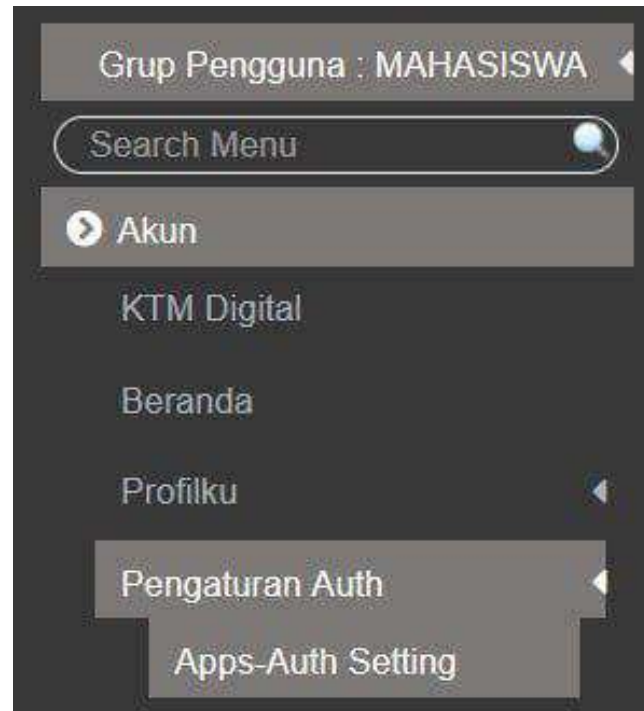 Grup Pengguna : MAHASISWA
Search Menu
Akun
KTM Digital
Beranda
Profilku
Pengaturan Auth
Apps-Auth Setting